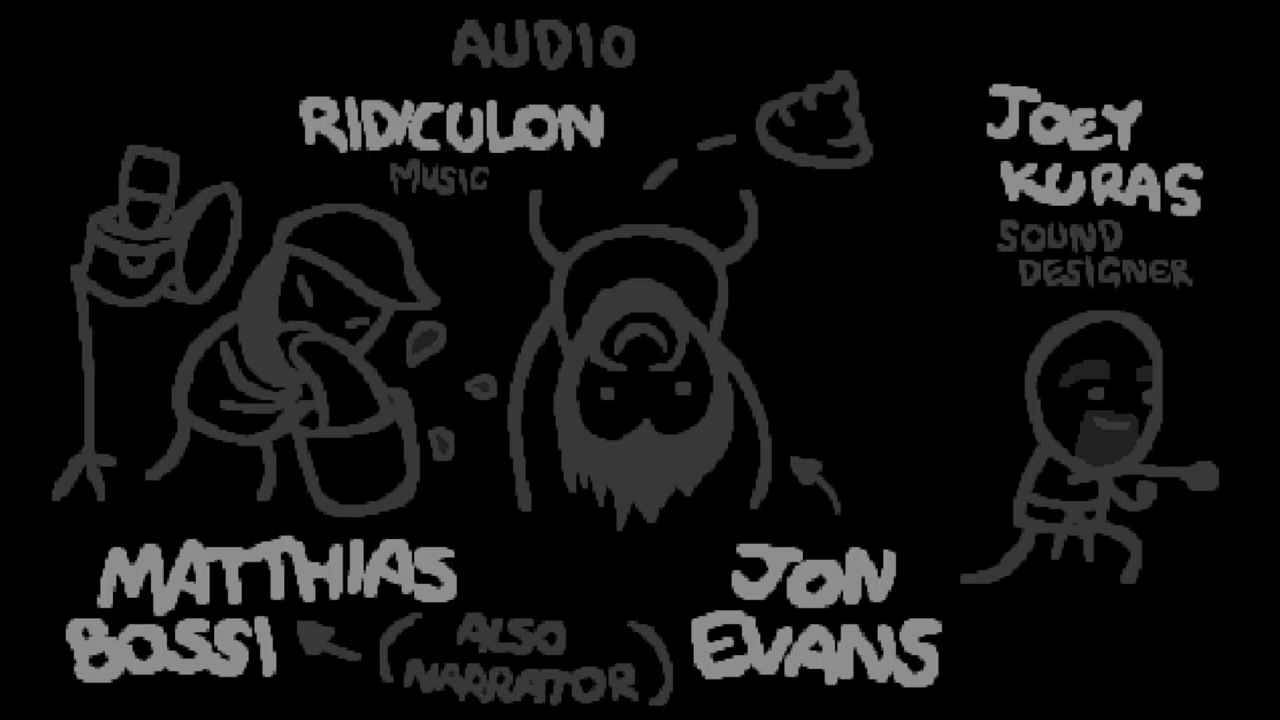 AUDIO
RIDICULON
MUSIC
JOEY
KURAS
SOUND
DESIGNER
MATTHIAS
BOSSI
(ALSO
NARRATOR)
JON
EVANS